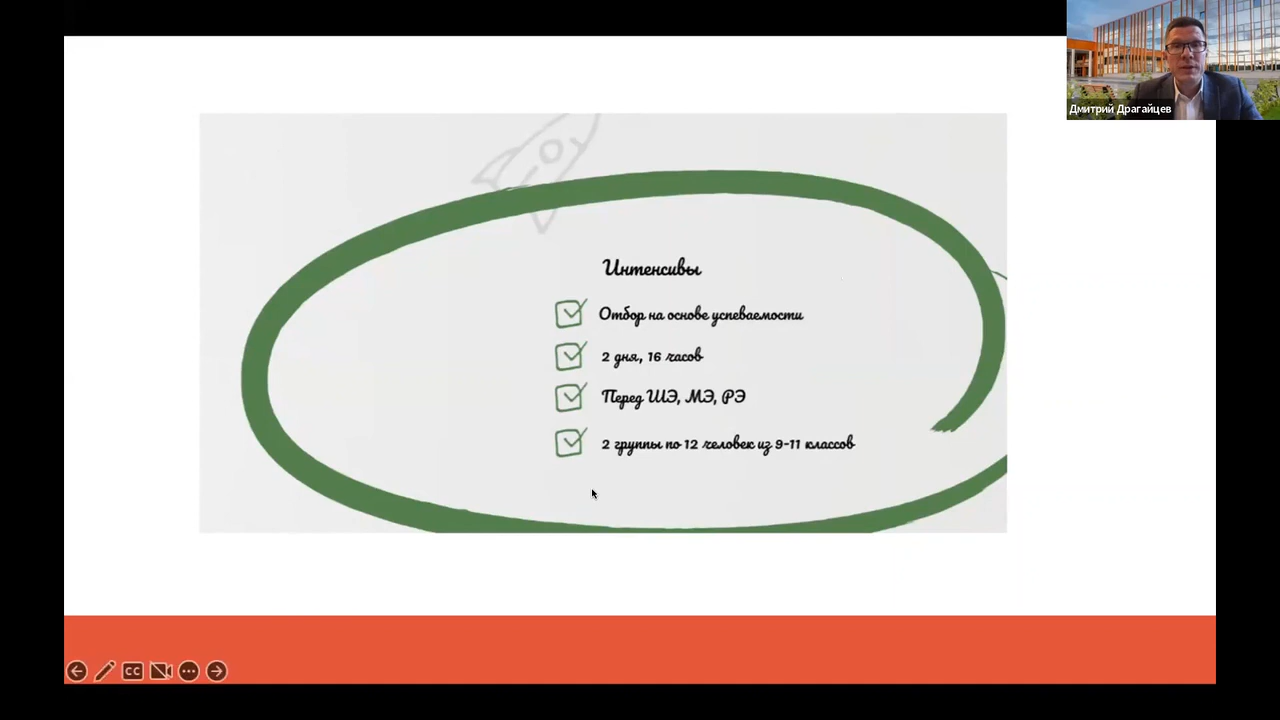 Дмитрий Драгайцев
Интенсивы
Отбор на основе успеваемости
2 дня, 16 часов
Перед ШЭ, МЭ, РЭ
2 группы по 12 человек из 9-11 классов
CC